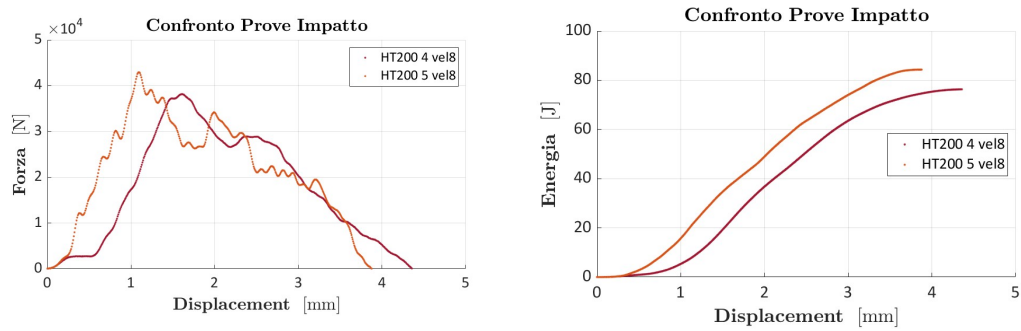 Confronto Prove Impatto
×10⁴
5
4
3
2
1
0
Forza [N]
HT200 4 vel8
HT200 5 vel8
0 1 2 3 4 5
Displacement [mm]
Confronto Prove Impatto
100
80
60
40
20
0
Energia [J]
HT200 4 vel8
HT200 5 vel8
0 1 2 3 4 5
Displacement [mm]